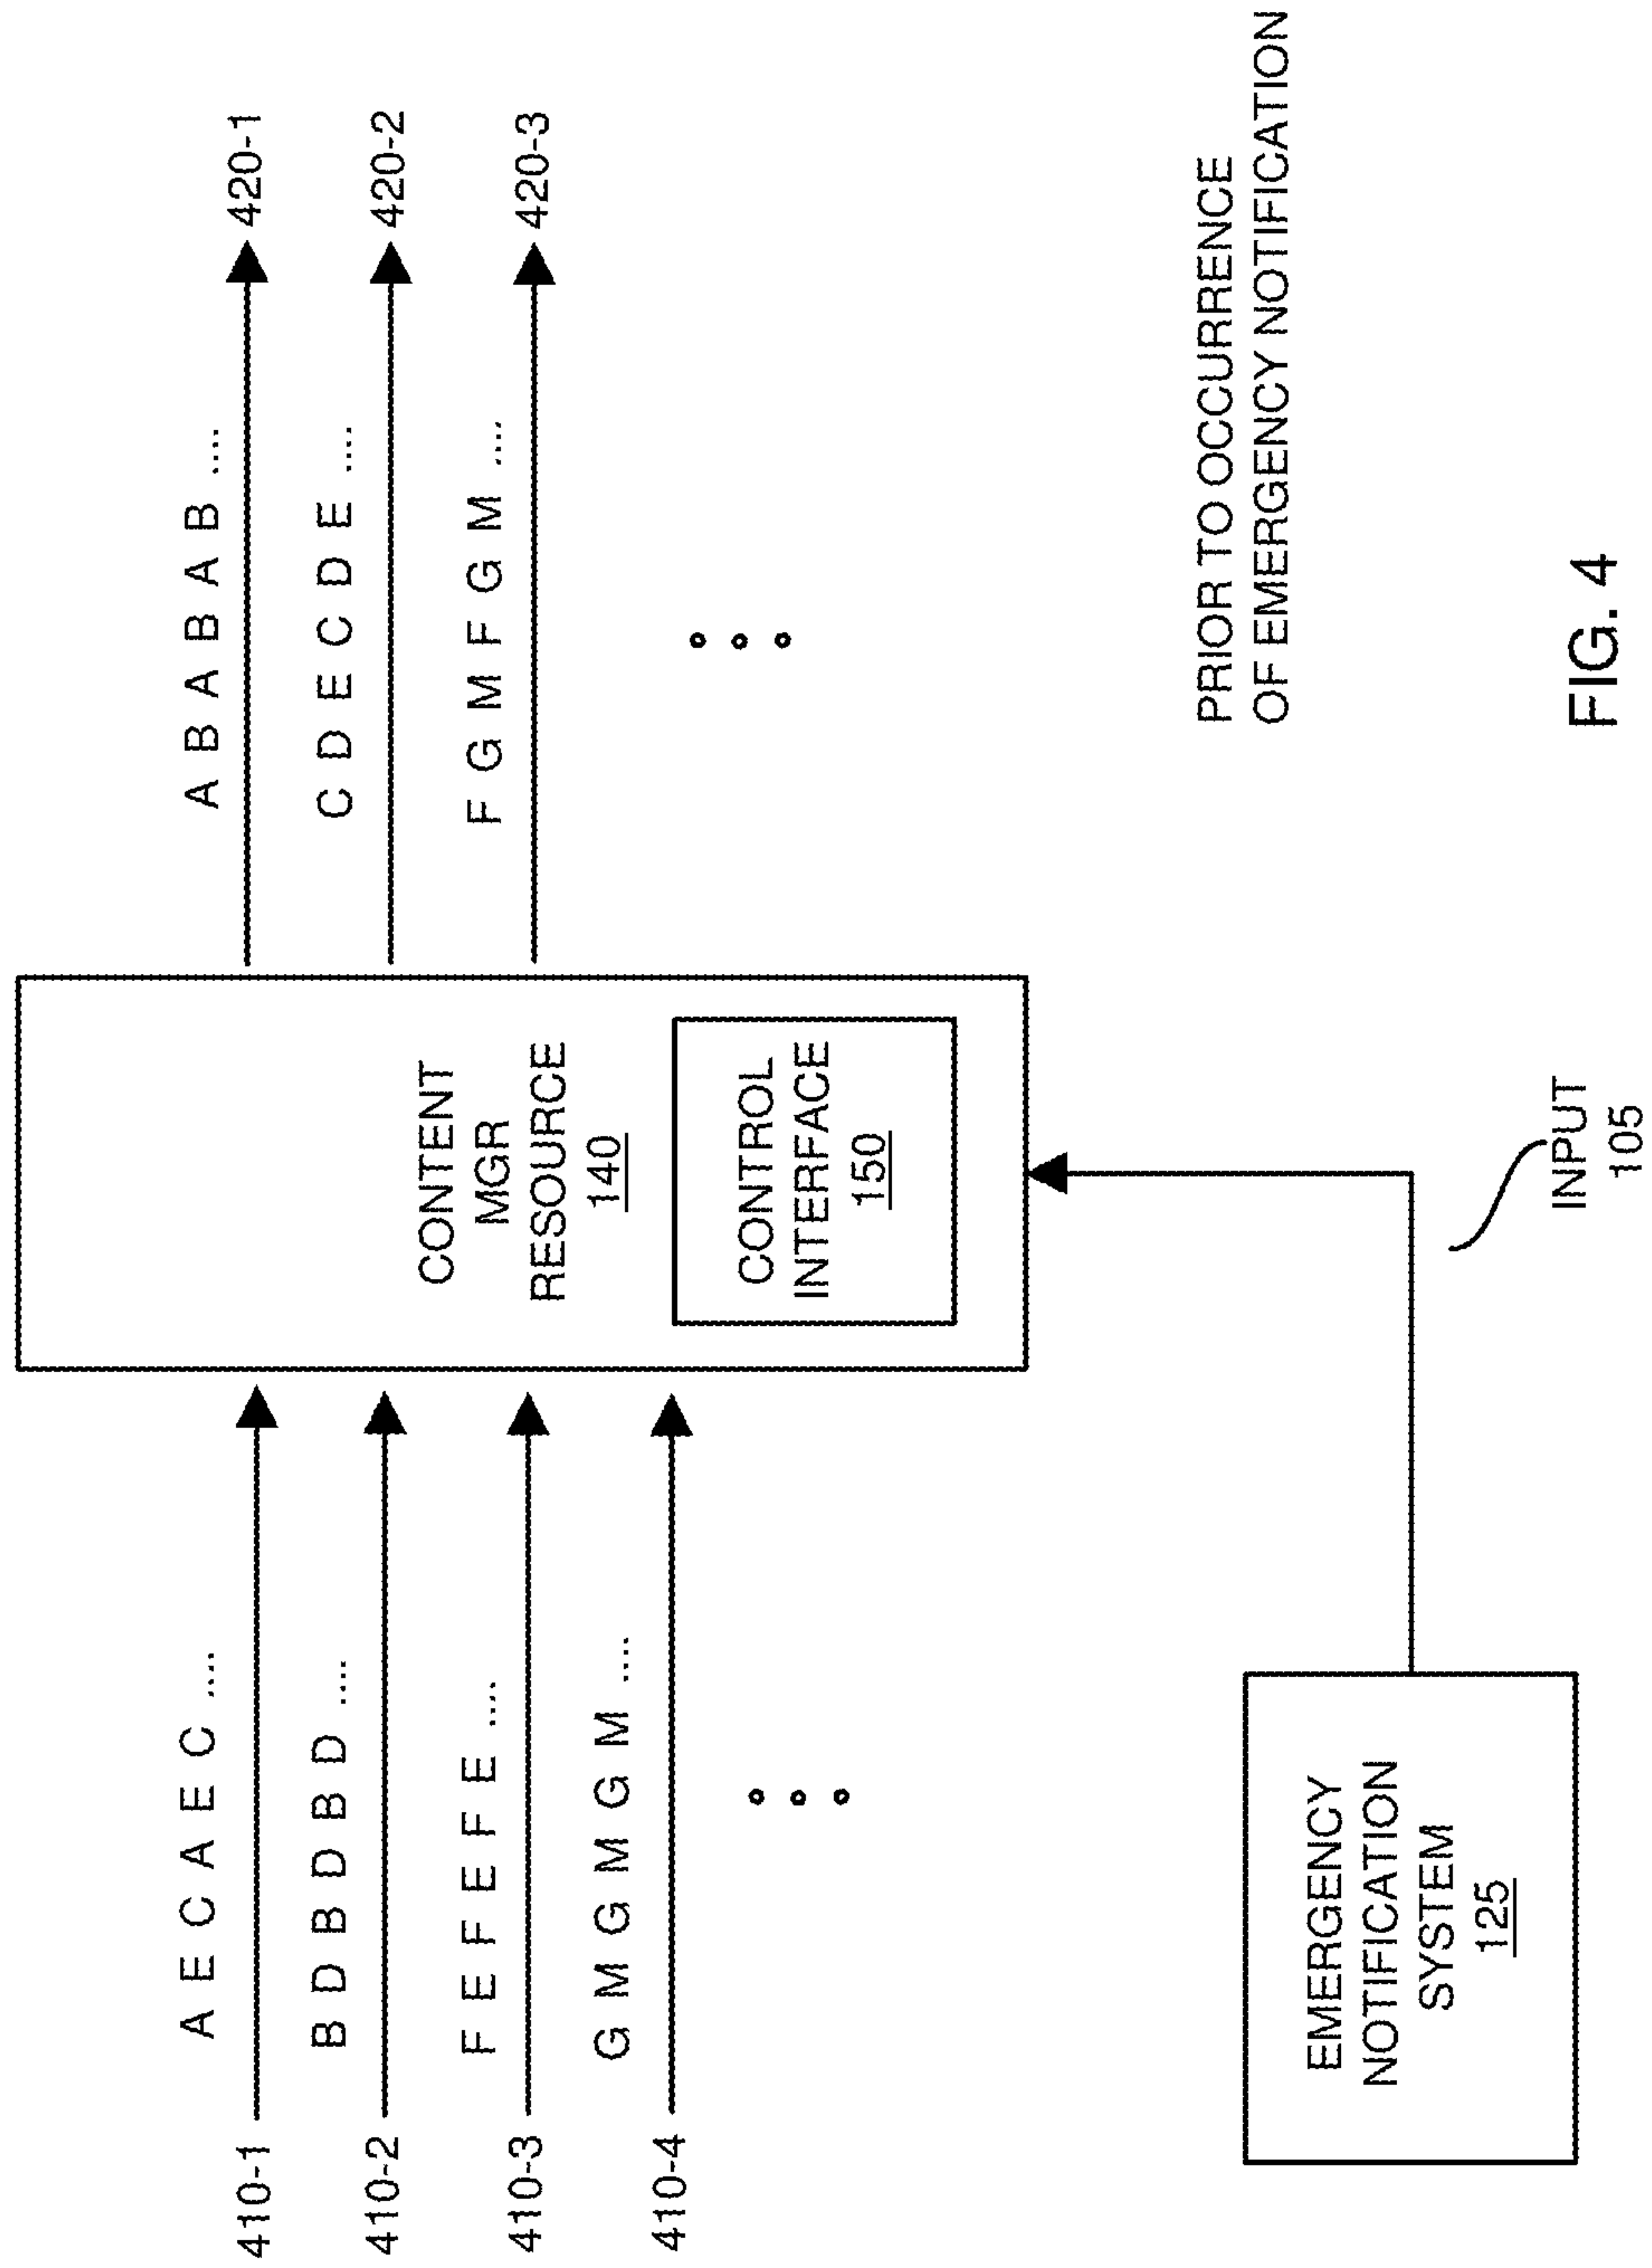 410-1
A E C A E C ....
410-2
B D B D B D ....
410-3
F E F E F E ....
410-4
G M G M G M ....
CONTENT
MGR
RESOURCE
140
CONTROL
INTERFACE
150
A B A B A B ....
420-1
C D E C D E ....
420-2
F G M F G M ....
420-3
EMERGENCY
NOTIFICATION
SYSTEM
125
INPUT
105
PRIOR TO OCCURRENCE
OF EMERGENCY NOTIFICATION
FIG. 4